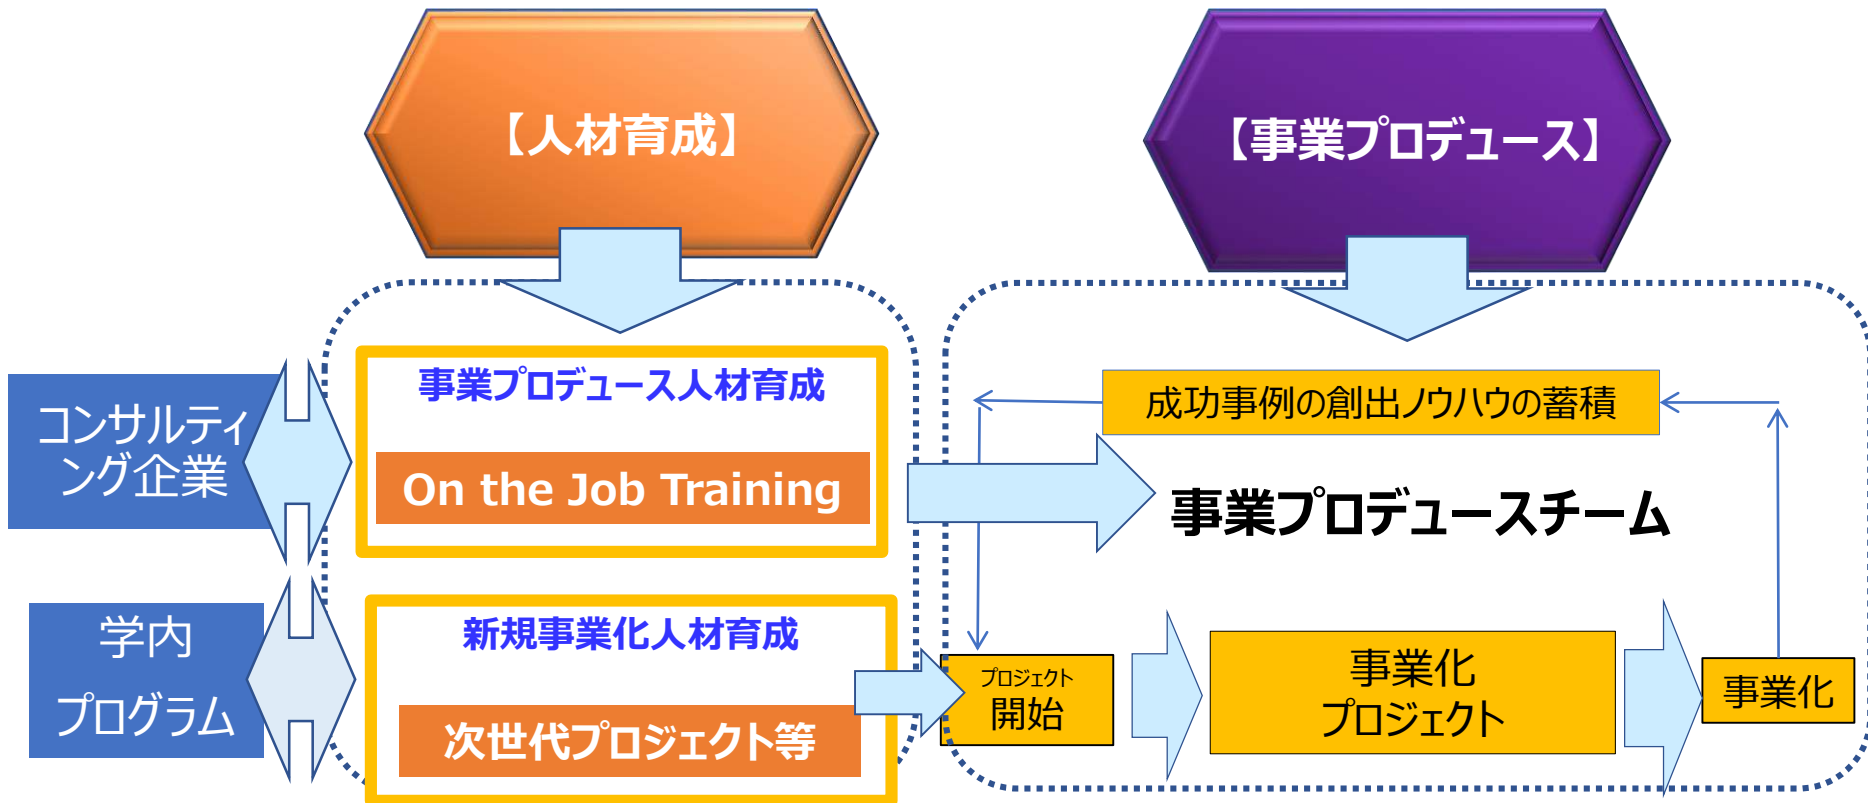 【人材育成】
【事業プロデュース】
コンサルティ
ング企業
事業プロデュース人材育成
On the Job Training
成功事例の創出ノウハウの蓄積
事業プロデュースチーム
学内
プログラム
新規事業化人材育成
次世代プロジェクト等
プロジェクト
開始
事業化
プロジェクト
事業化